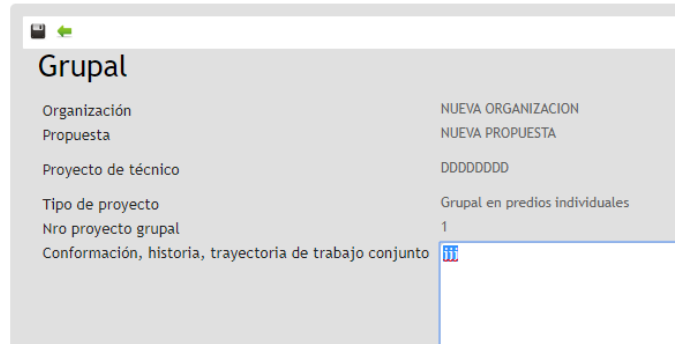 Grupal
Organización NUEVA ORGANIZACION
Propuesta NUEVA PROPUESTA
Proyecto de técnico DDDDDDDD
Tipo de proyecto Grupal en predios individuales
Nro proyecto grupal 1
Conformación, historia, trayectoria de trabajo conjunto jjj